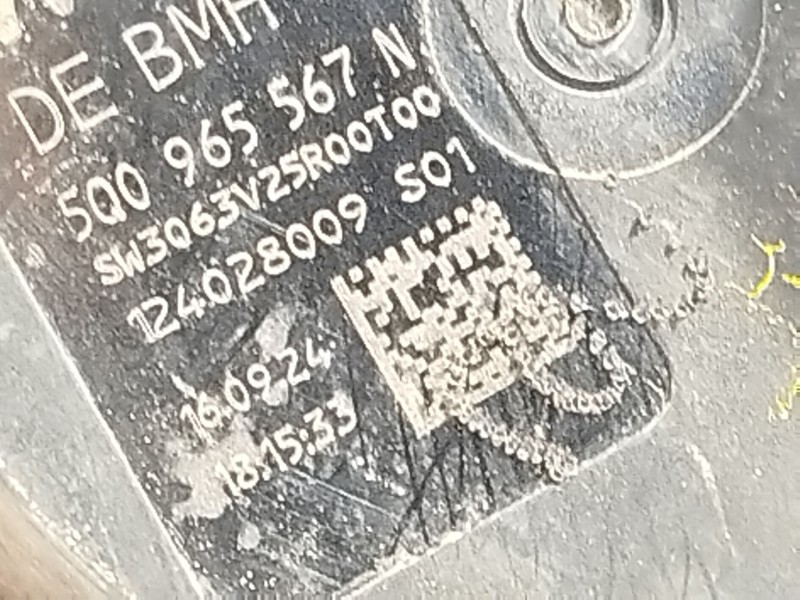 DE BMH
5Q0 965 567 N
SW3Q63V25R00T00
124028009 S01
16.09.24
18:15:33